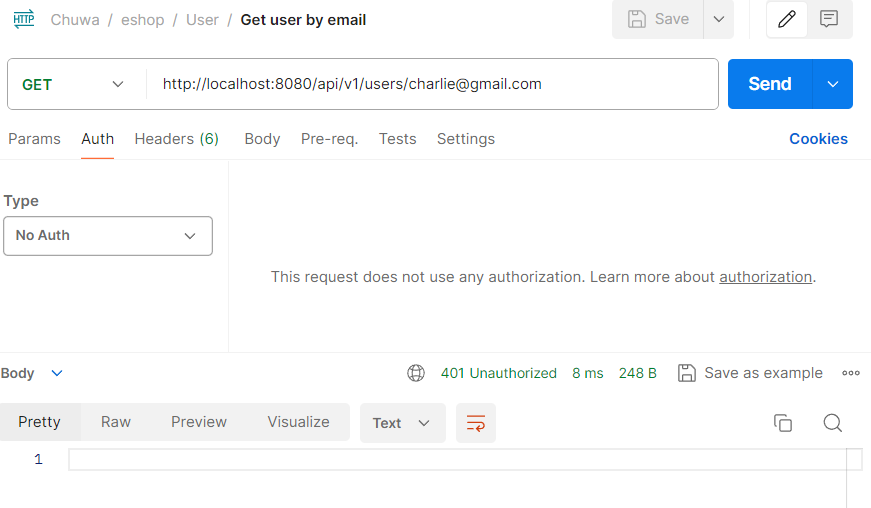 HTTP Chuwa / eshop / User / Get user by email Save
GET http://localhost:8080/api/v1/users/charlie@gmail.com Send
Params Auth Headers (6) Body Pre-req. Tests Settings Cookies
Type
No Auth
This request does not use any authorization. Learn more about authorization.
Body 401 Unauthorized 8 ms 248 B Save as example
Pretty Raw Preview Visualize Text
1